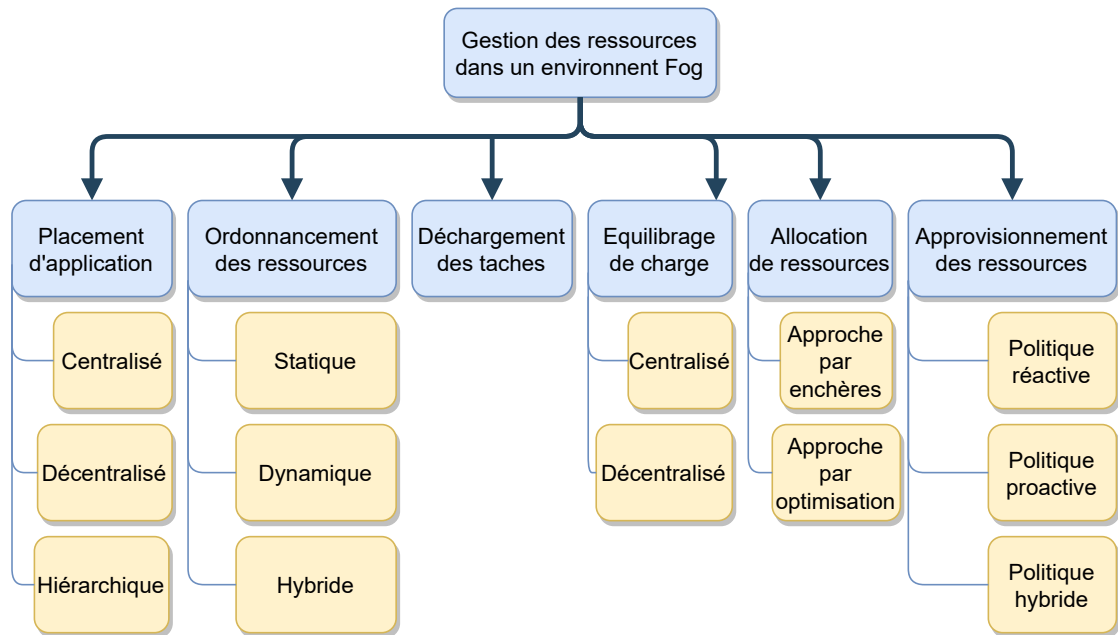 Gestion des ressources
dans un environnent Fog
Placement
d'application
Ordonnancement
des ressources
Déchargement
des taches
Equilibrage
de charge
Allocation
de ressources
Approvisionnement
des ressources
Centralisé
Décentralisé
Hiérarchique
Statique
Dynamique
Hybride
Centralisé
Décentralisé
Approche
par
enchères
Approche
par
optimisation
Politique
réactive
Politique
proactive
Politique
hybride